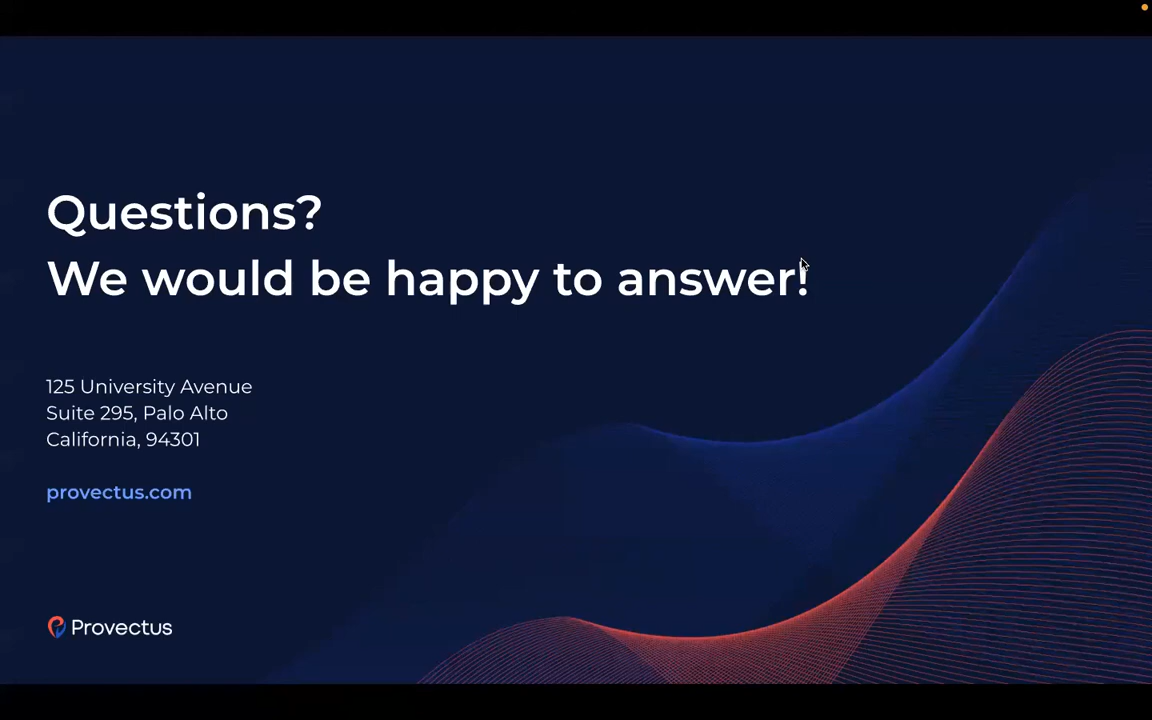 Questions?
We would be happy to answer!
125 University Avenue
Suite 295, Palo Alto
California, 94301
provectus.com
Provectus